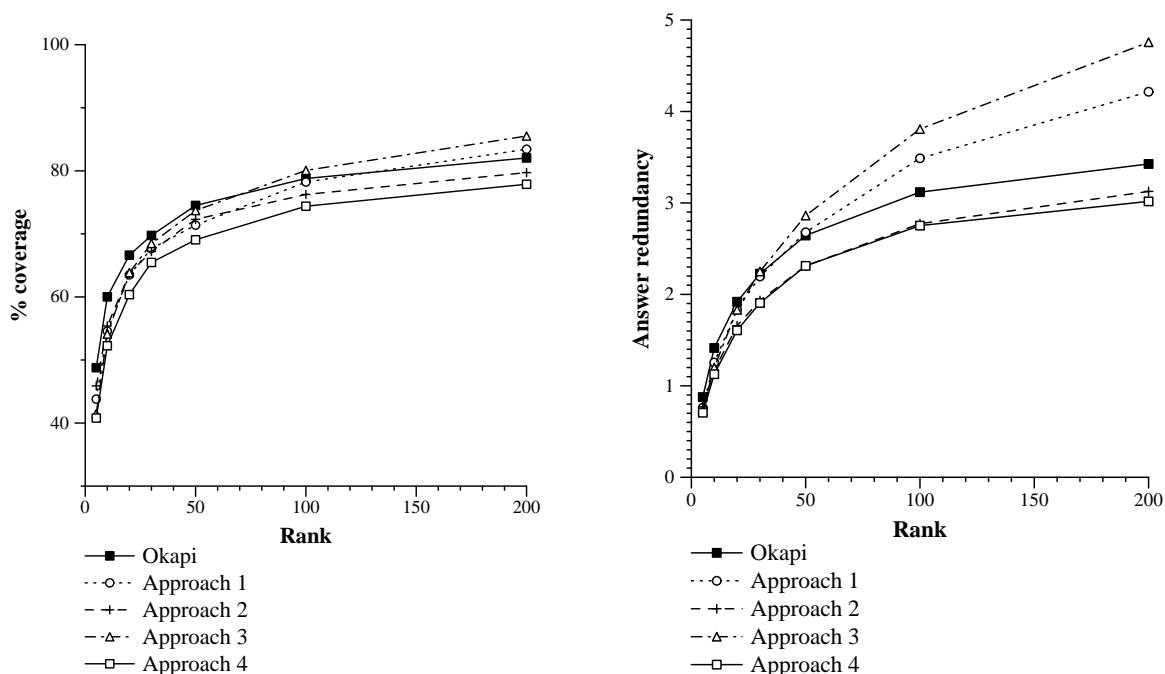 100
80
60
40
% coverage
0 50 100 150 200
Rank
Okapi
Approach 1
Approach 2
Approach 3
Approach 4
5
4
3
2
1
0
Answer redundancy
0 50 100 150 200
Rank
Okapi
Approach 1
Approach 2
Approach 3
Approach 4